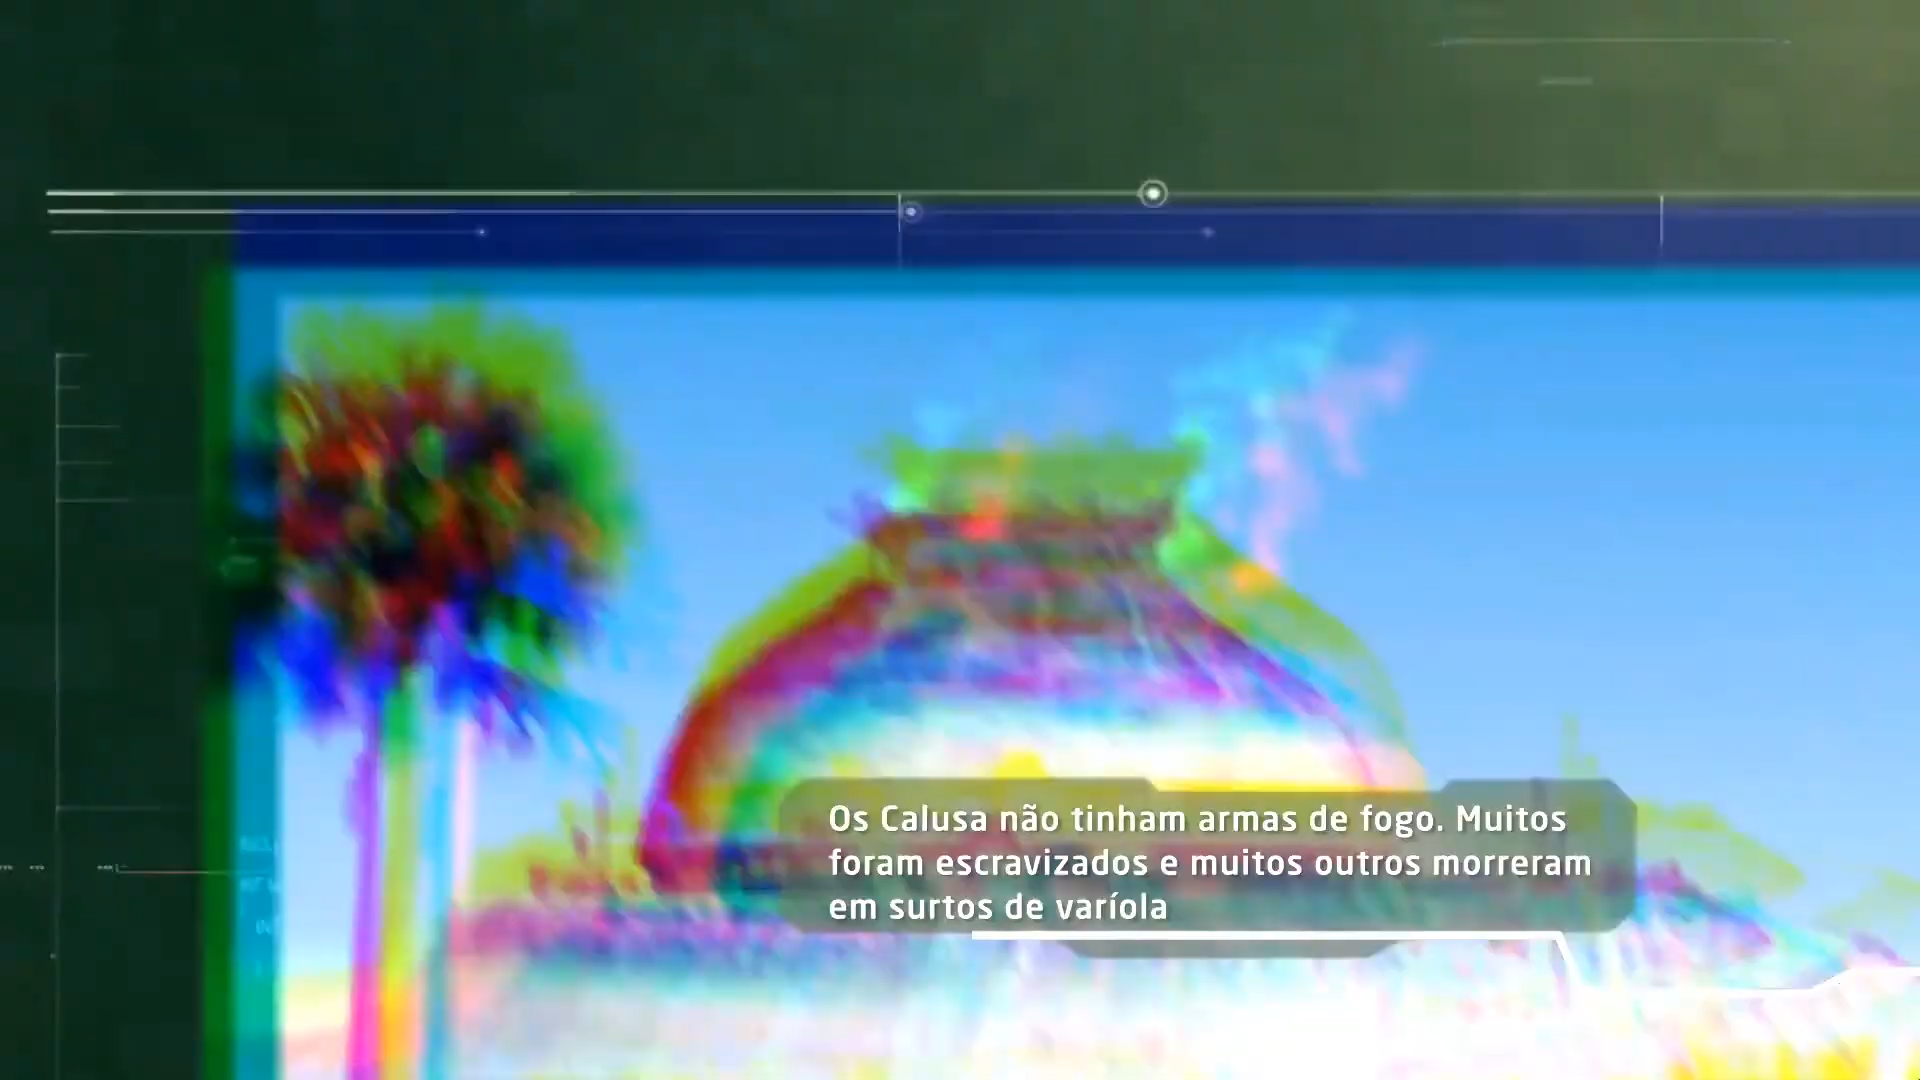 Os Calusa não tinham armas de fogo. Muitos
foram escravizados e muitos outros morreram
em surtos de varíola